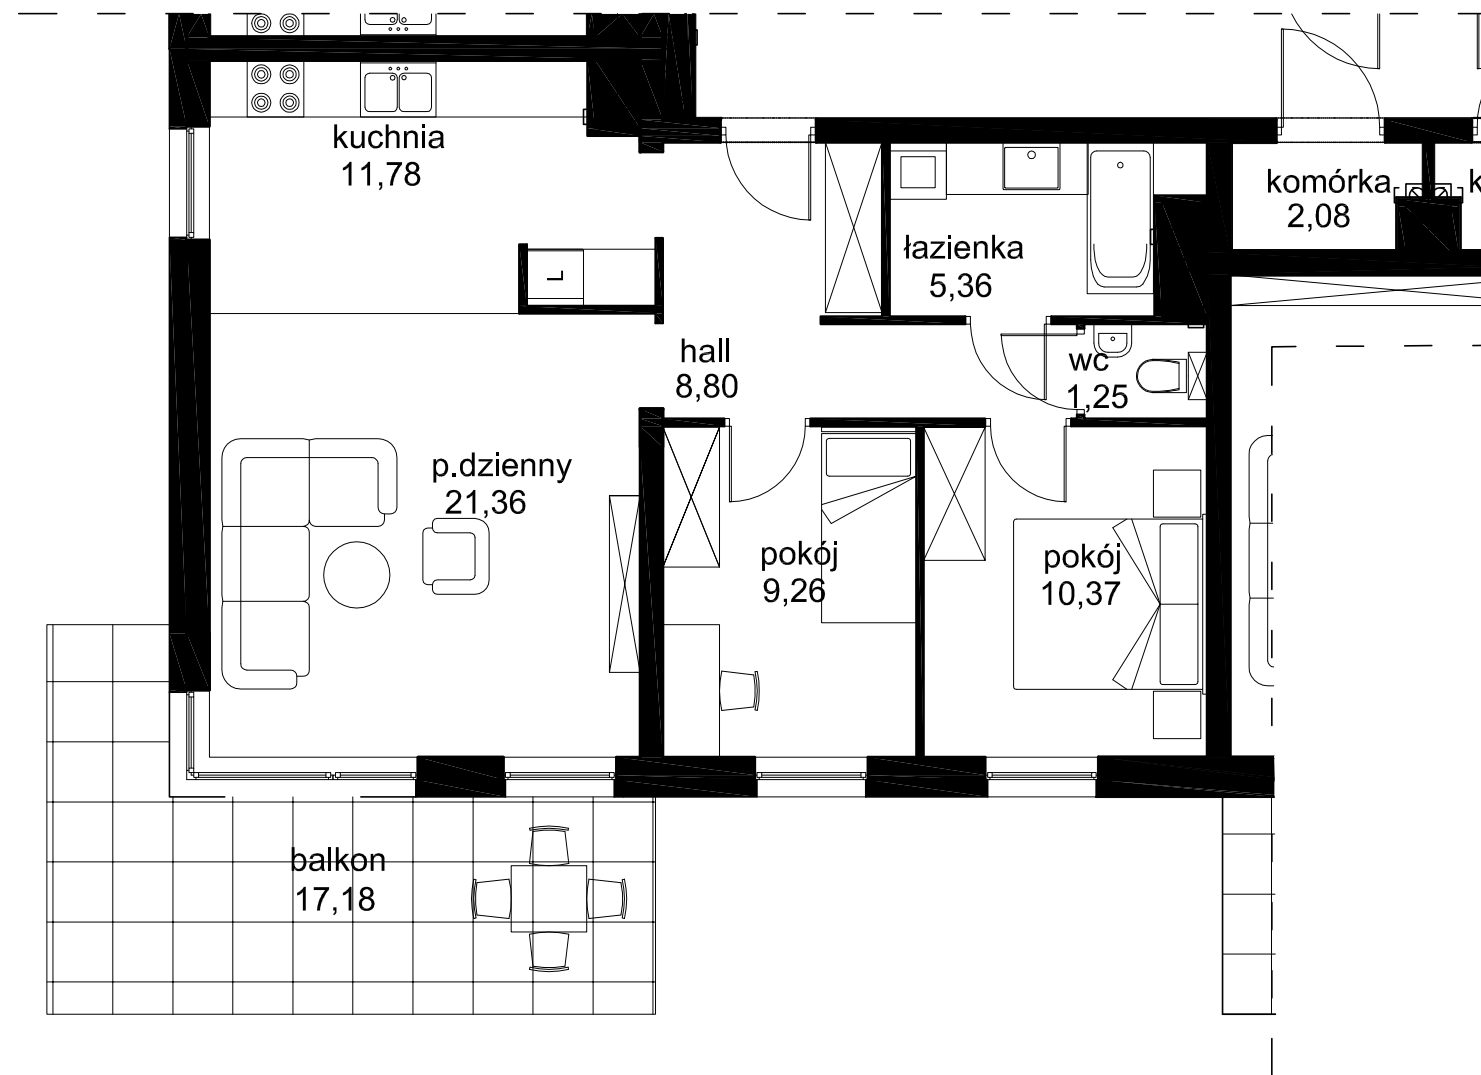 kuchnia
11,78
komórka
2,08
k
łazienka
5,36
L
hall
8,80
wc
1,25
p.dzienny
21,36
pokój
9,26
pokój
10,37
balkon
17,18